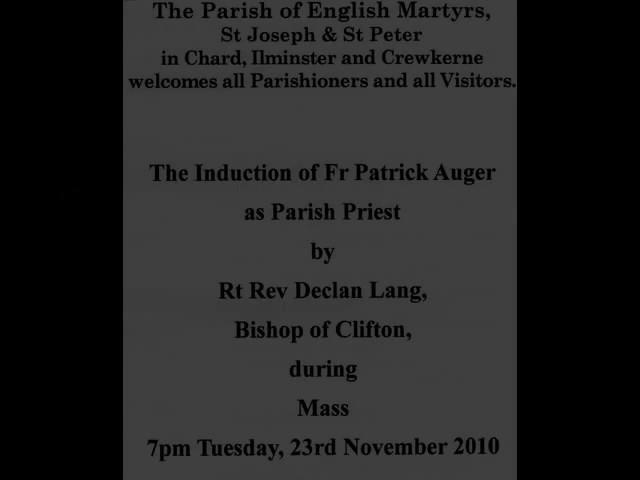 The Parish of English Martyrs,
St Joseph & St Peter
in Chard, Ilminster and Crewkerne
welcomes all Parishioners and all Visitors.
The Induction of Fr Patrick Auger
as Parish Priest
by
Rt Rev Declan Lang,
Bishop of Clifton,
during
Mass
7pm Tuesday, 23rd November 2010